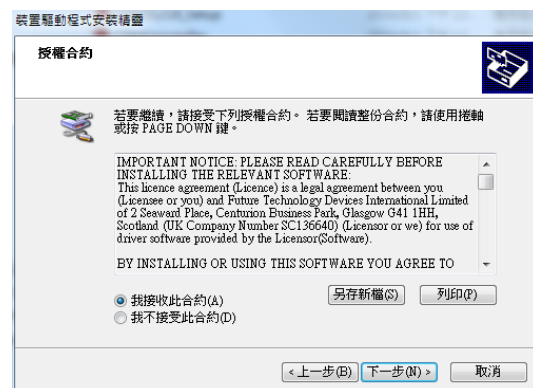 裝置驅動程式安裝精靈
授權合約
若要繼續，請接受下列授權合約。若要閱讀整份合約，請使用捲軸
或按 PAGE DOWN 鍵。
IMPORTANT NOTICE: PLEASE READ CAREFULLY BEFORE
INSTALLING THE RELEVANT SOFTWARE:
This licence agreement (Licence) is a legal agreement between you
(Licensee or you) and Future Technology Devices International Limited
of 2 Seaward Place, Centurion Business Park, Glasgow G41 1HH,
Scotland (UK Company Number SC136640) (Licensor or we) for use of
driver software provided by the Licensor(Software).
BY INSTALLING OR USING THIS SOFTWARE YOU AGREE TO
我接收此合約(A)
另存新檔(S) 列印(P)
我不接受此合約(D)
<上一步(B) 下一步(N)> 取消